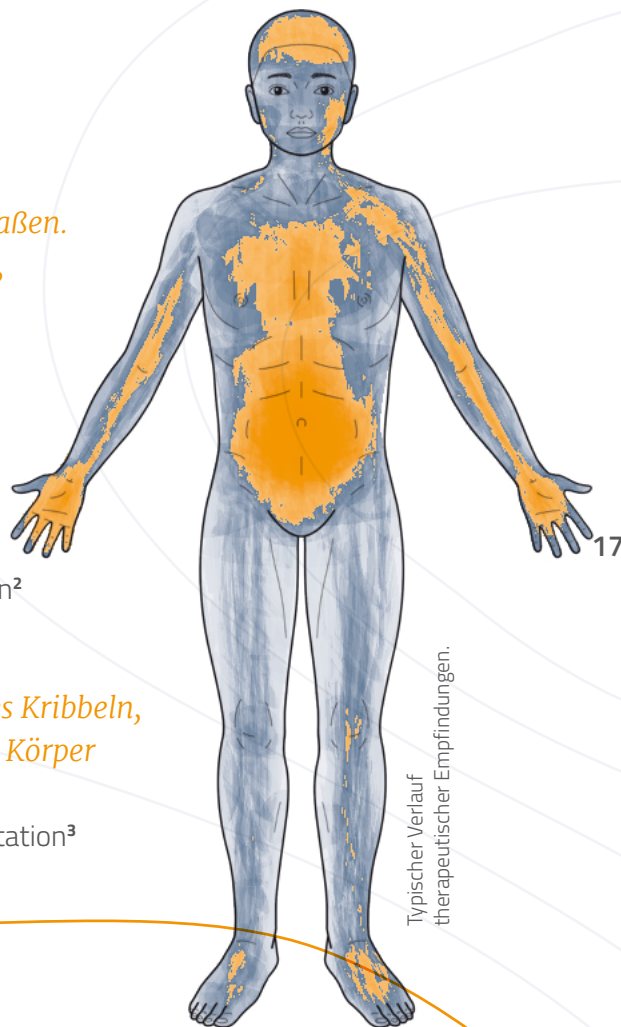 aßen.
17
n²
s Kribbeln,
Körper
tation³
Typischer Verlauf
therapeutischer Empfindungen.